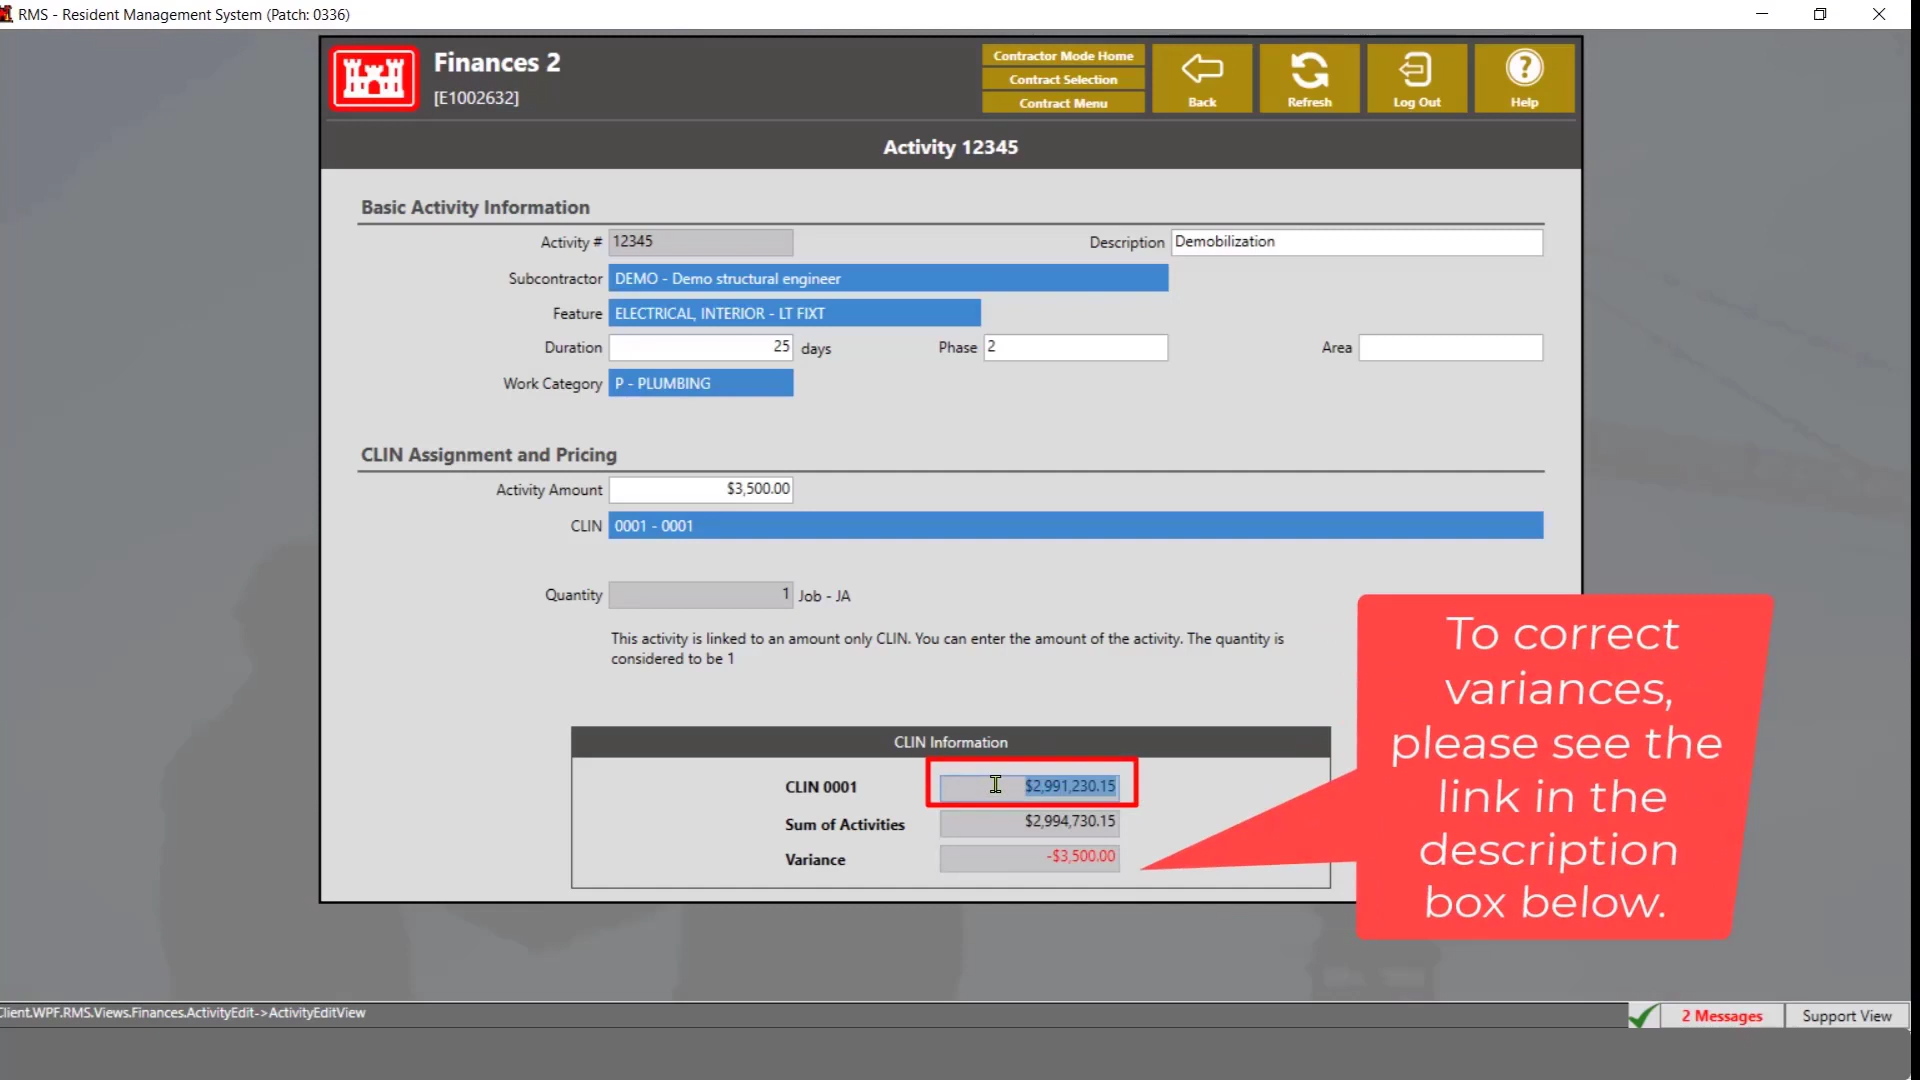 RMS - Resident Management System (Patch: 0336)
Finances 2
[E1002632]
Contractor Mode Home
Contract Selection
Contract Menu
Back
Refresh
Log Out
? Help
Activity 12345
Basic Activity Information
Activity # 12345
Description Demobilization
Subcontractor DEMO - Demo structural engineer
Feature ELECTRICAL, INTERIOR - LT FIXT
Duration 25 days Phase 2 Area
Work Category P - PLUMBING
CLIN Assignment and Pricing
Activity Amount $3,500.00
CLIN 0001 - 0001
Quantity 1 Job - JA
This activity is linked to an amount only CLIN. You can enter the amount of the activity. The quantity is
considered to be 1
CLIN Information
CLIN 0001 $2,991,230.15
Sum of Activities $2,994,730.15
Variance -$3,500.00
To correct
variances,
please see the
link in the
description
box below.
Client.WPF.RMS.Views.Finances.ActivityEdit->ActivityEditView
2 Messages
Support View